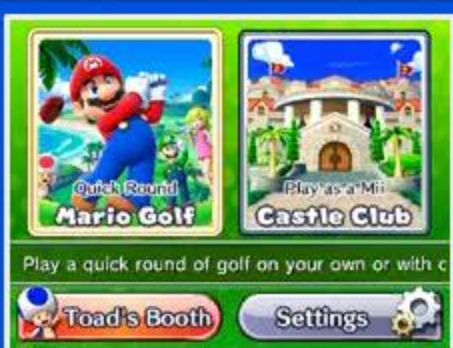 Quick Round
Mario Golf
Play as a Mii
Castle Club
Play a quick round of golf on your own or with c
Toad's Booth
Settings